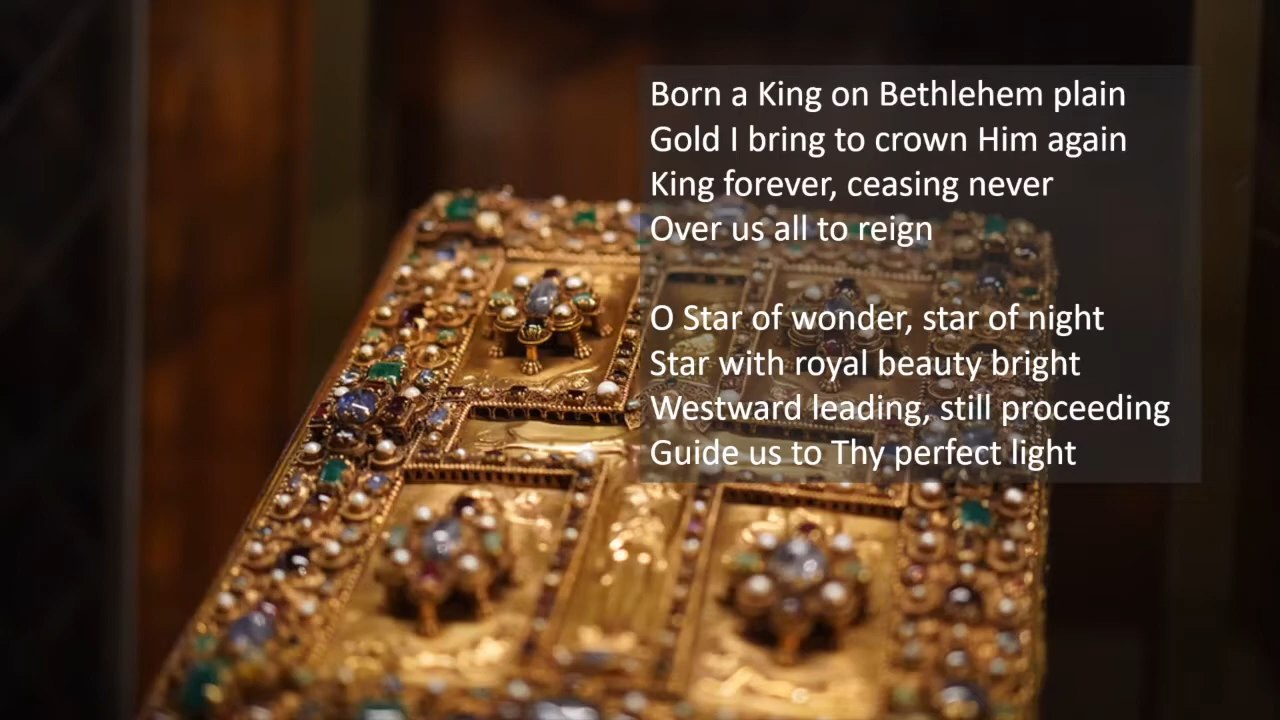 Born a King on Bethlehem plain
Gold I bring to crown Him again
King forever, ceasing never
Over us all to reign
O Star of wonder, star of night
Star with royal beauty bright
Westward leading, still proceeding
Guide us to Thy perfect light